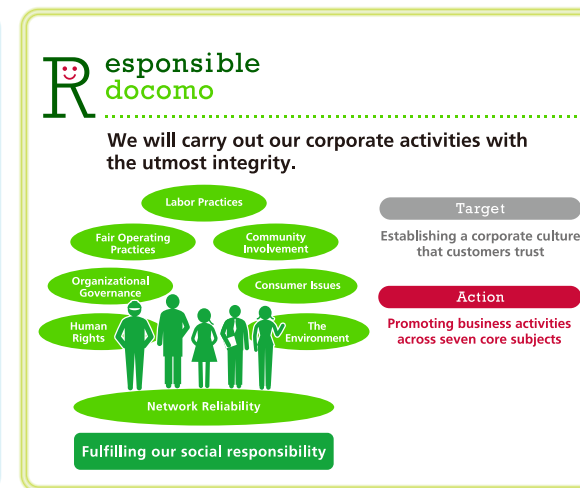 Responsible
docomo
We will carry out our corporate activities with
the utmost integrity.
Labor Practices
Fair Operating
Practices
Community
Involvement
Organizational
Governance
Consumer Issues
Human
Rights
The
Environment
Network Reliability
Fulfilling our social responsibility
Target
Establishing a corporate culture
that customers trust
Action
Promoting business activities
across seven core subjects